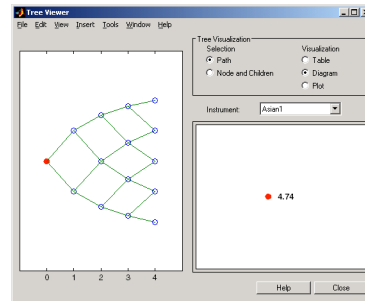 Tree Viewer
File Edit View Insert Tools Window Help
Tree Visualization
Selection
Visualization
Path
Table
Node and Children
Diagram
Plot
Instrument:
Asian1
4.74
0 1 2 3 4
Help
Close